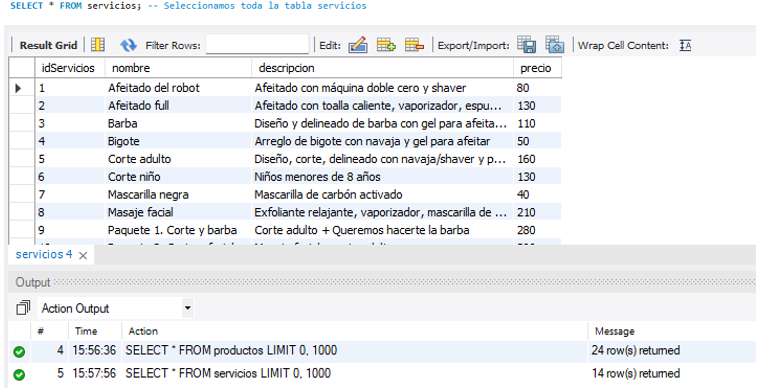 SELECT * FROM servicios; -- Seleccionamos toda la tabla servicios
Result Grid Filter Rows: Edit: Export/Import: Wrap Cell Content:
idServicios nombre descripcion precio
1 Afeitado del robot Afeitado con máquina doble cero y shaver 80
2 Afeitado full Afeitado con toalla caliente, vaporizador, espu... 130
3 Barba Diseño y delineado de barba con gel para afeita... 110
4 Bigote Arreglo de bigote con navaja y gel para afeitar 50
5 Corte adulto Diseño, corte, delineado con navaja/shaver y p... 160
6 Corte niño Niños menores de 8 años 130
7 Mascarilla negra Mascarilla de carbón activado 40
8 Masaje facial Exfoliante relajante, vaporizador, mascarilla de ... 210
9 Paquete 1. Corte y barba Corte adulto + Queremos hacerte la barba 280
servicios 4
Output
Action Output
# Time Action Message
4 15:56:36 SELECT * FROM productos LIMIT 0, 1000 24 row(s) returned
5 15:57:56 SELECT * FROM servicios LIMIT 0, 1000 14 row(s) returned